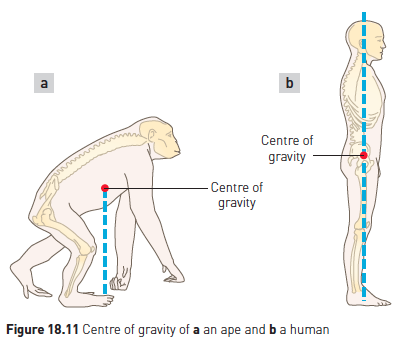 a
b
Centre of
gravity
Centre of
gravity
Figure 18.11 Centre of gravity of a an ape and b a human